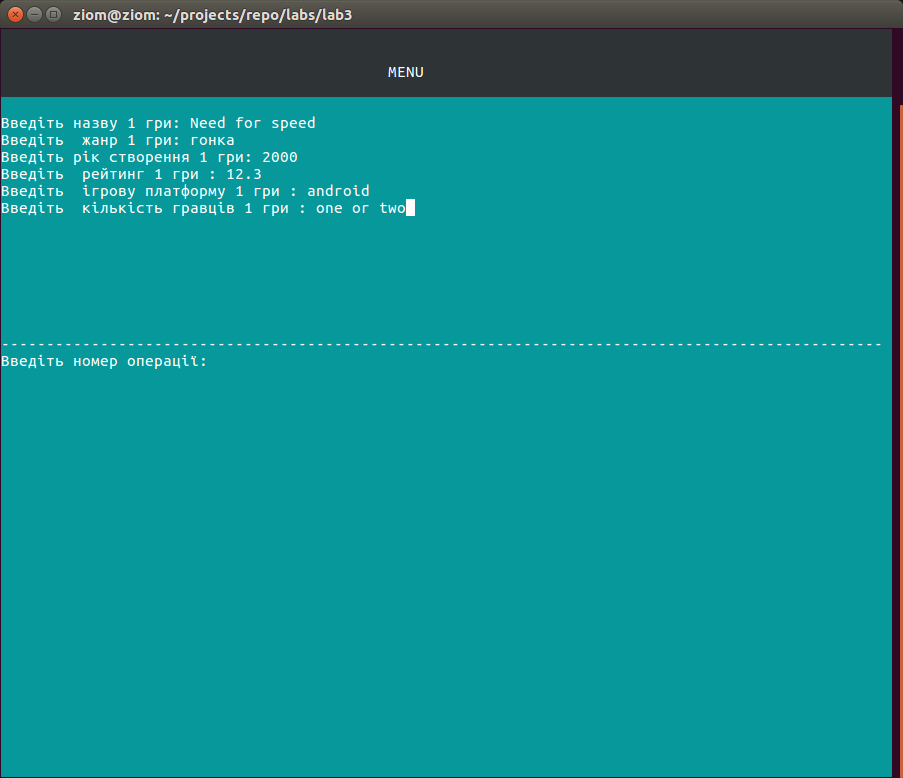 ziom@ziom: ~/projects/repo/labs/lab3
MENU
Введіть назву 1 гри: Need for speed
Введіть  жанр 1 гри: гонка
Введіть рік створення 1 гри: 2000
Введіть  рейтинг 1 гри : 12.3
Введіть  ігрову платформу 1 гри : android
Введіть  кількість гравців 1 гри : one or two
--------------------------------------------------------------------------------------------------
Введіть номер операції: